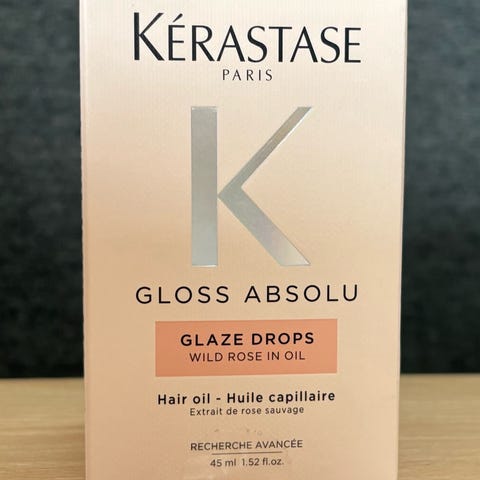 KÉRASTASE
PARIS
K
GLOSS ABSOLU
GLAZE DROPS
WILD ROSE IN OIL
Hair oil - Huile capillaire
Extrait de rose sauvage
RECHERCHE AVANCÉE
45 ml 1.52 fl.oz.